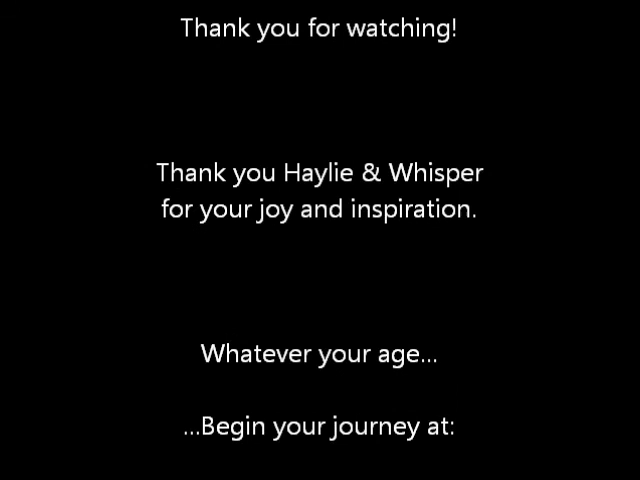 Thank you for watching!
Thank you Haylie & Whisper
for your joy and inspiration.
Whatever your age...
...Begin your journey at: